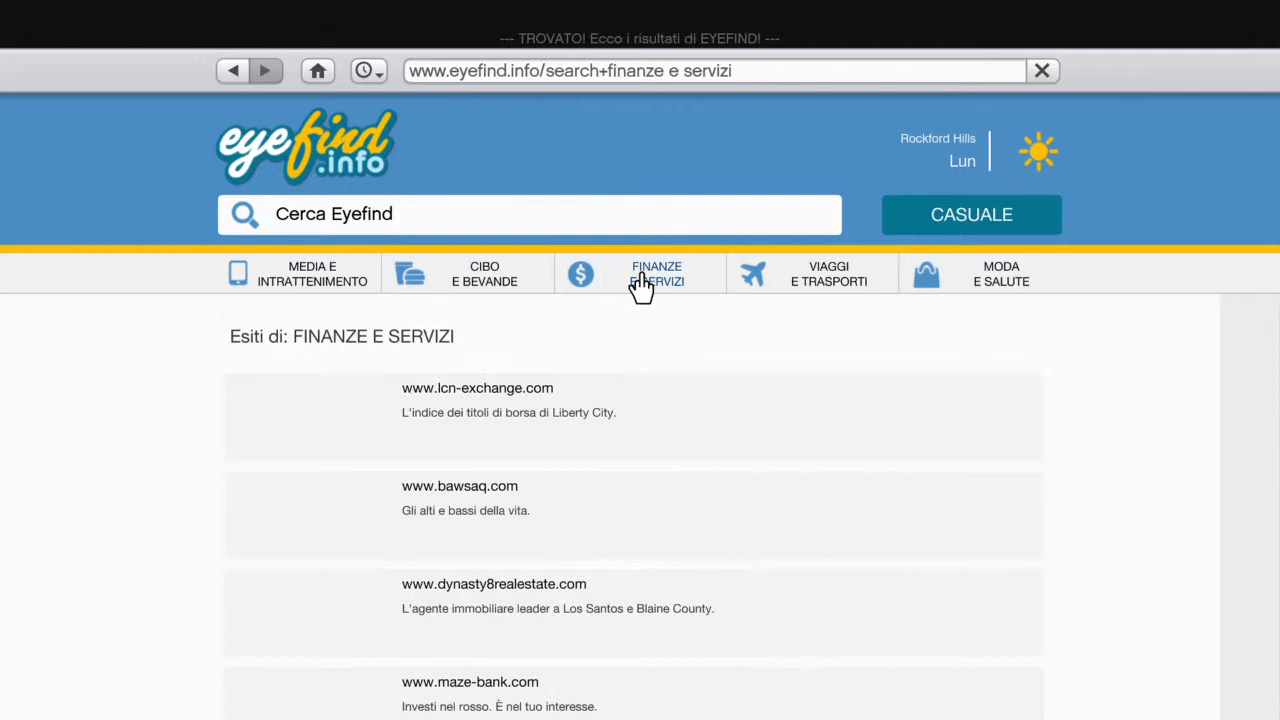 --- TROVATO! Ecco i risultati di EYEFIND! ---
www.eyefind.info/search+finanze e servizi
eyefind
.info
Rockford Hills
Lun
Cerca Eyefind
CASUALE
MEDIA E
INTRATTENIMENTO
CIBO
E BEVANDE
FINANZE
E SERVIZI
VIAGGI
E TRASPORTI
MODA
E SALUTE
Esiti di: FINANZE E SERVIZI
www.lcn-exchange.com
L'indice dei titoli di borsa di Liberty City.
www.bawsaq.com
Gli alti e bassi della vita.
www.dynasty8realestate.com
L'agente immobiliare leader a Los Santos e Blaine County.
www.maze-bank.com
Investi nel rosso. È nel tuo interesse.